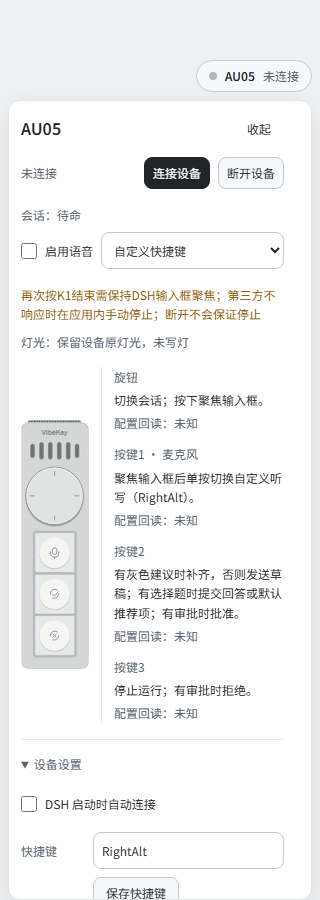 AU05 未连接
AU05 收起
未连接 连接设备 断开设备
会话：待命
启用语音 自定义快捷键
再次按K1结束需保持DSH输入框聚焦；第三方不
响应时在应用内手动停止；断开不会保证停止
灯光：保留设备原灯光，未写灯
VibeKey
旋钮
切换会话；按下聚焦输入框。
配置回读：未知
按键1 · 麦克风
聚焦输入框后单按切换自定义听
写（RightAlt）。
配置回读：未知
按键2
有灰色建议时补齐，否则发送草
稿；有选择题时提交回答或默认
推荐项；有审批时批准。
配置回读：未知
按键3
停止运行；有审批时拒绝。
配置回读：未知
▼ 设备设置
DSH 启动时自动连接
快捷键 RightAlt
保存快捷键